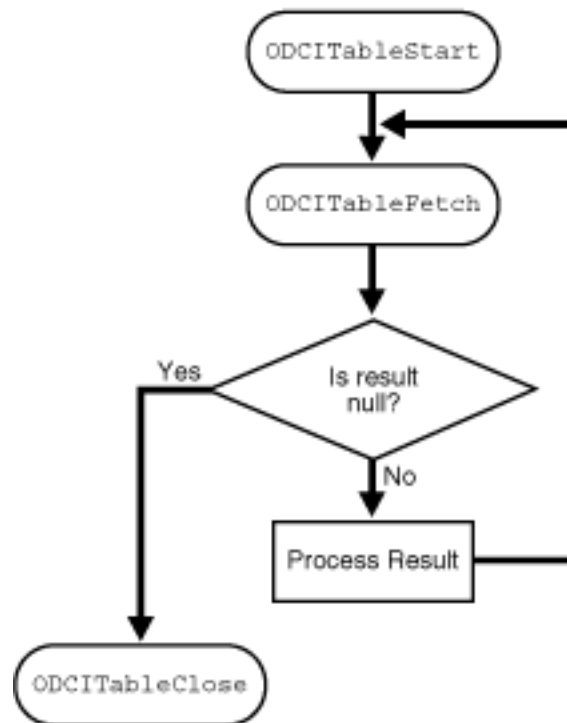 ODCITableStart
ODCITableFetch
Is result
null?
Yes
No
Process Result
ODCITableClose